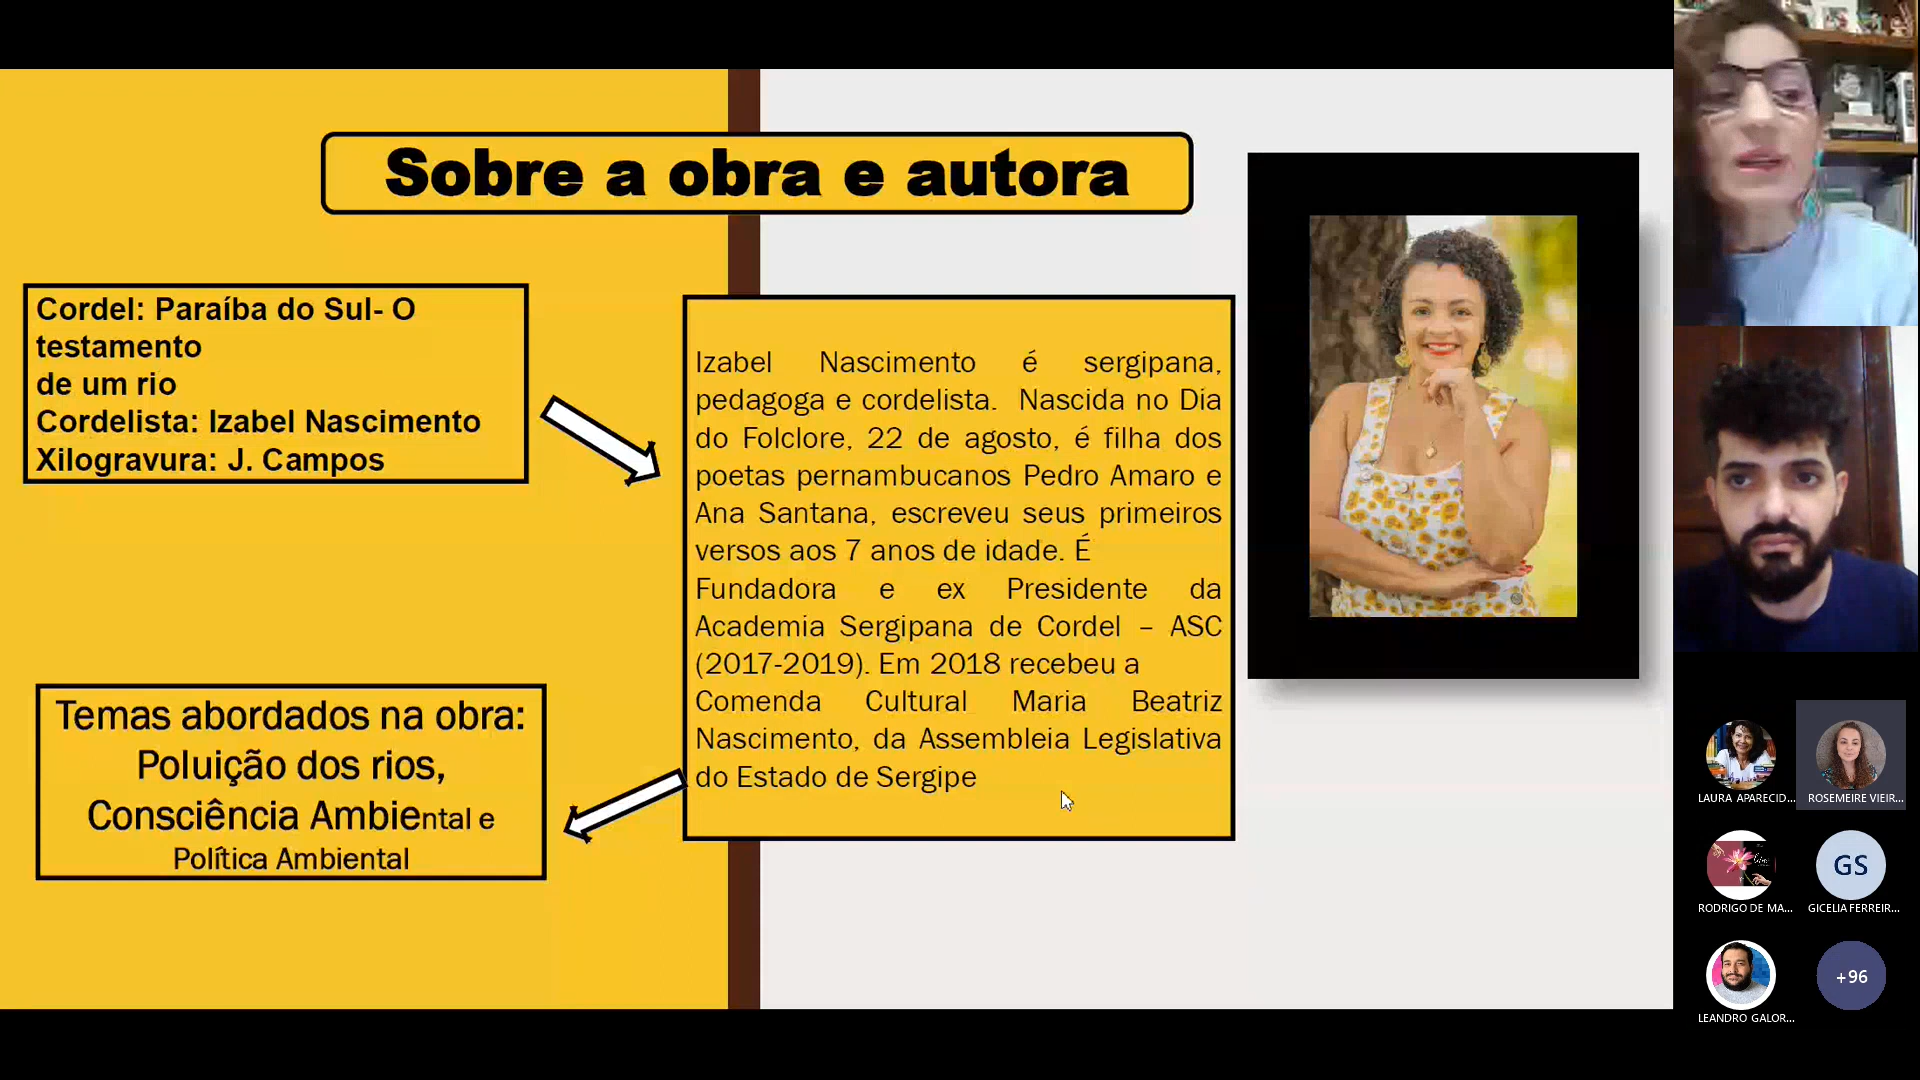 Sobre a obra e autora
Cordel: Paraíba do Sul- O
testamento
de um rio
Cordelista: Izabel Nascimento
Xilogravura: J. Campos
Izabel Nascimento é sergipana,
pedagoga e cordelista. Nascida no Dia
do Folclore, 22 de agosto, é filha dos
poetas pernambucanos Pedro Amaro e
Ana Santana, escreveu seus primeiros
versos aos 7 anos de idade. É
Fundadora e ex Presidente da
Academia Sergipana de Cordel – ASC
(2017-2019). Em 2018 recebeu a
Comenda Cultural Maria Beatriz
Nascimento, da Assembleia Legislativa
do Estado de Sergipe
Temas abordados na obra:
Poluição dos rios,
Consciência Ambiental e
Política Ambiental
LAURA APARECID...
ROSEMEIRE VIEIR...
RODRIGO DE MA...
GS
GICELIA FERREIR...
LEANDRO GALOR...
+96